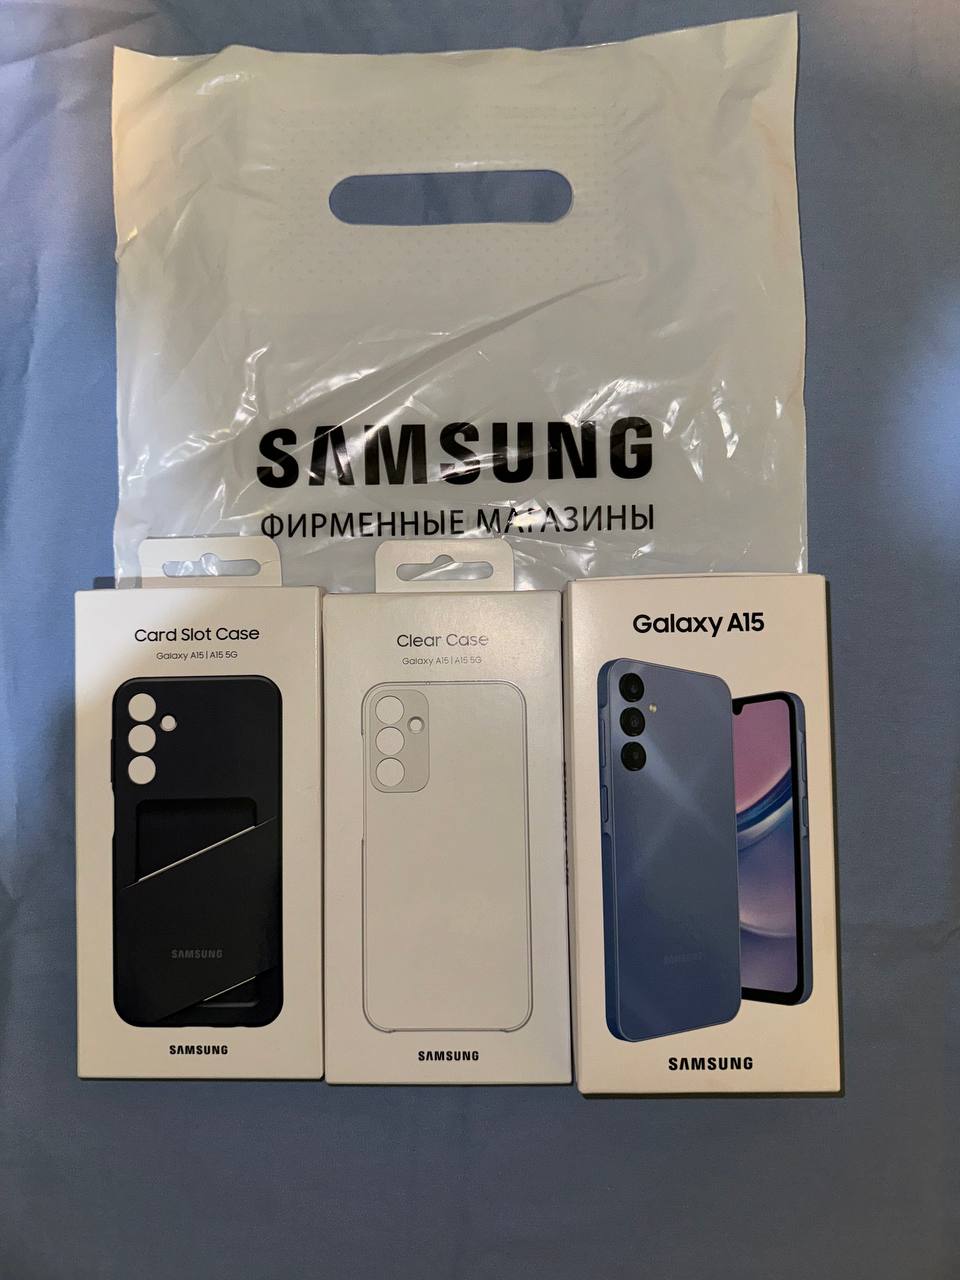 SAMSUNG
ФИРМЕННЫЕ МАГАЗИНЫ
Card Slot Case
Galaxy A15 | A15 5G
SAMSUNG
SAMSUNG
Clear Case
Galaxy A15 | A15 5G
SAMSUNG
Galaxy A15
SAMSUNG
SAMSUNG